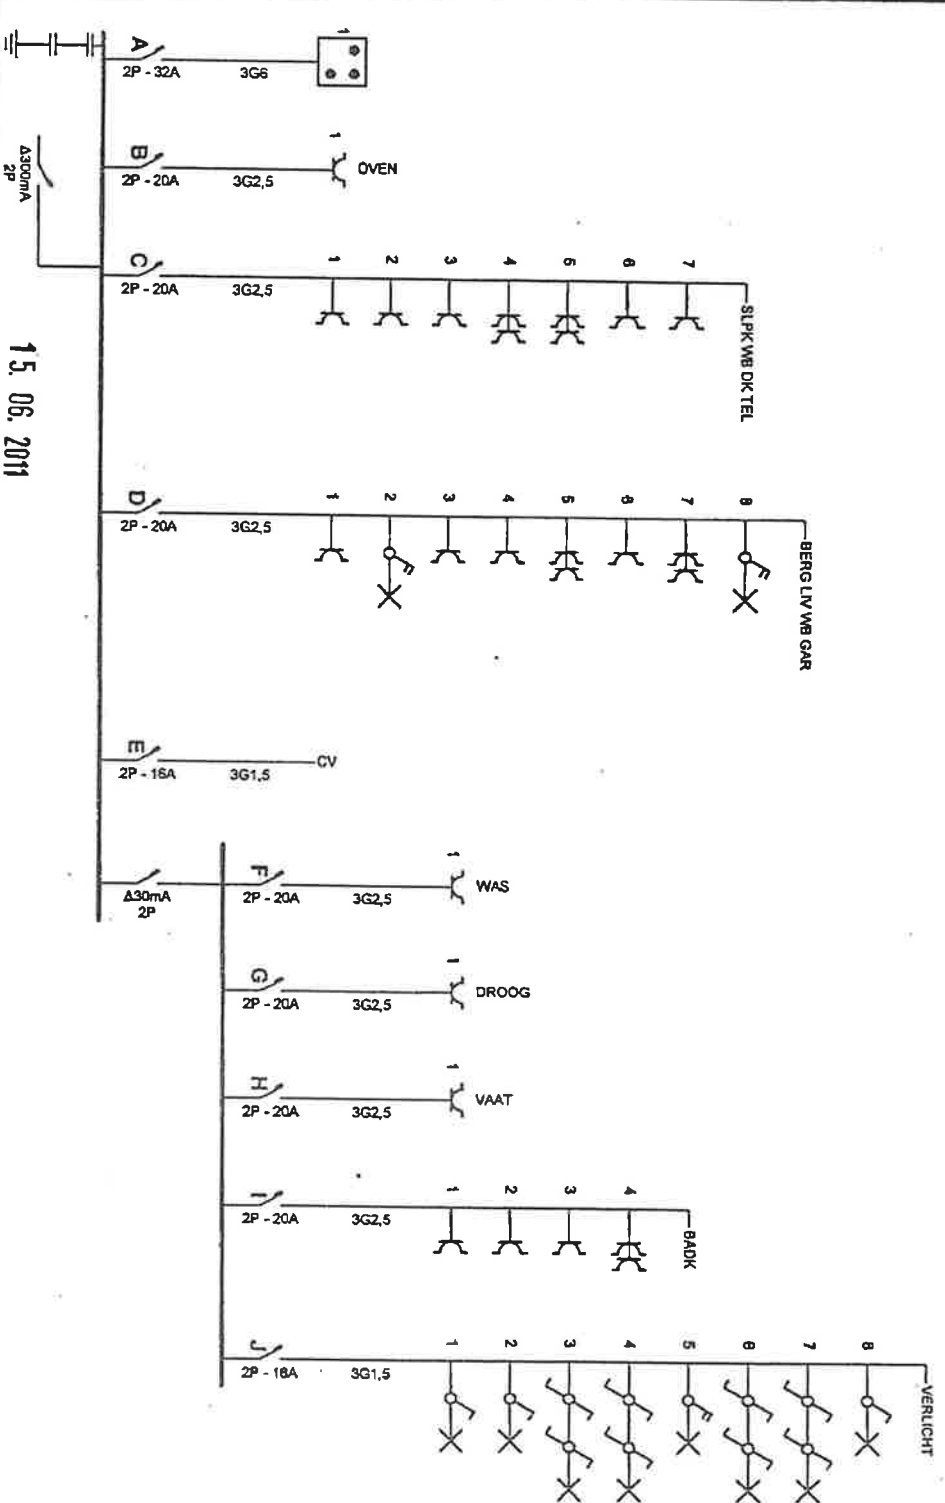 A
2P - 32A
3G6
1
B
2P - 20A
3G2,5
1
OVEN
Δ300mA
2P
C
2P - 20A
3G2,5
1
2
3
4
5
6
7
SLPK WB DK TEL
15. 06. 2011
D
2P - 20A
3G2,5
1
2
3
4
5
6
7
8
BERG LIV WB GAR
E
2P - 16A
3G1,5
CV
Δ30mA
2P
F
2P - 20A
3G2,5
1
WAS
G
2P - 20A
3G2,5
1
DROOG
H
2P - 20A
3G2,5
1
VAAT
I
2P - 20A
3G2,5
1
2
3
4
BADK
J
2P - 16A
3G1,5
1
2
3
4
5
6
7
8
VERLICHT